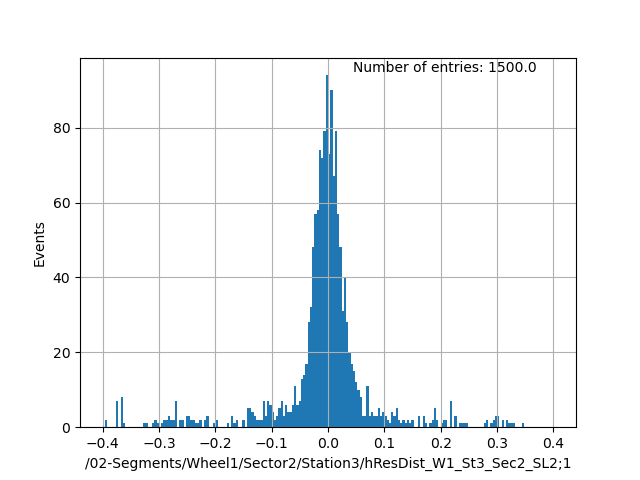 Number of entries: 1500.0
80
60
40
20
0
Events
−0.4 −0.3 −0.2 −0.1 0.0 0.1 0.2 0.3 0.4
/02-Segments/Wheel1/Sector2/Station3/hResDist_W1_St3_Sec2_SL2;1